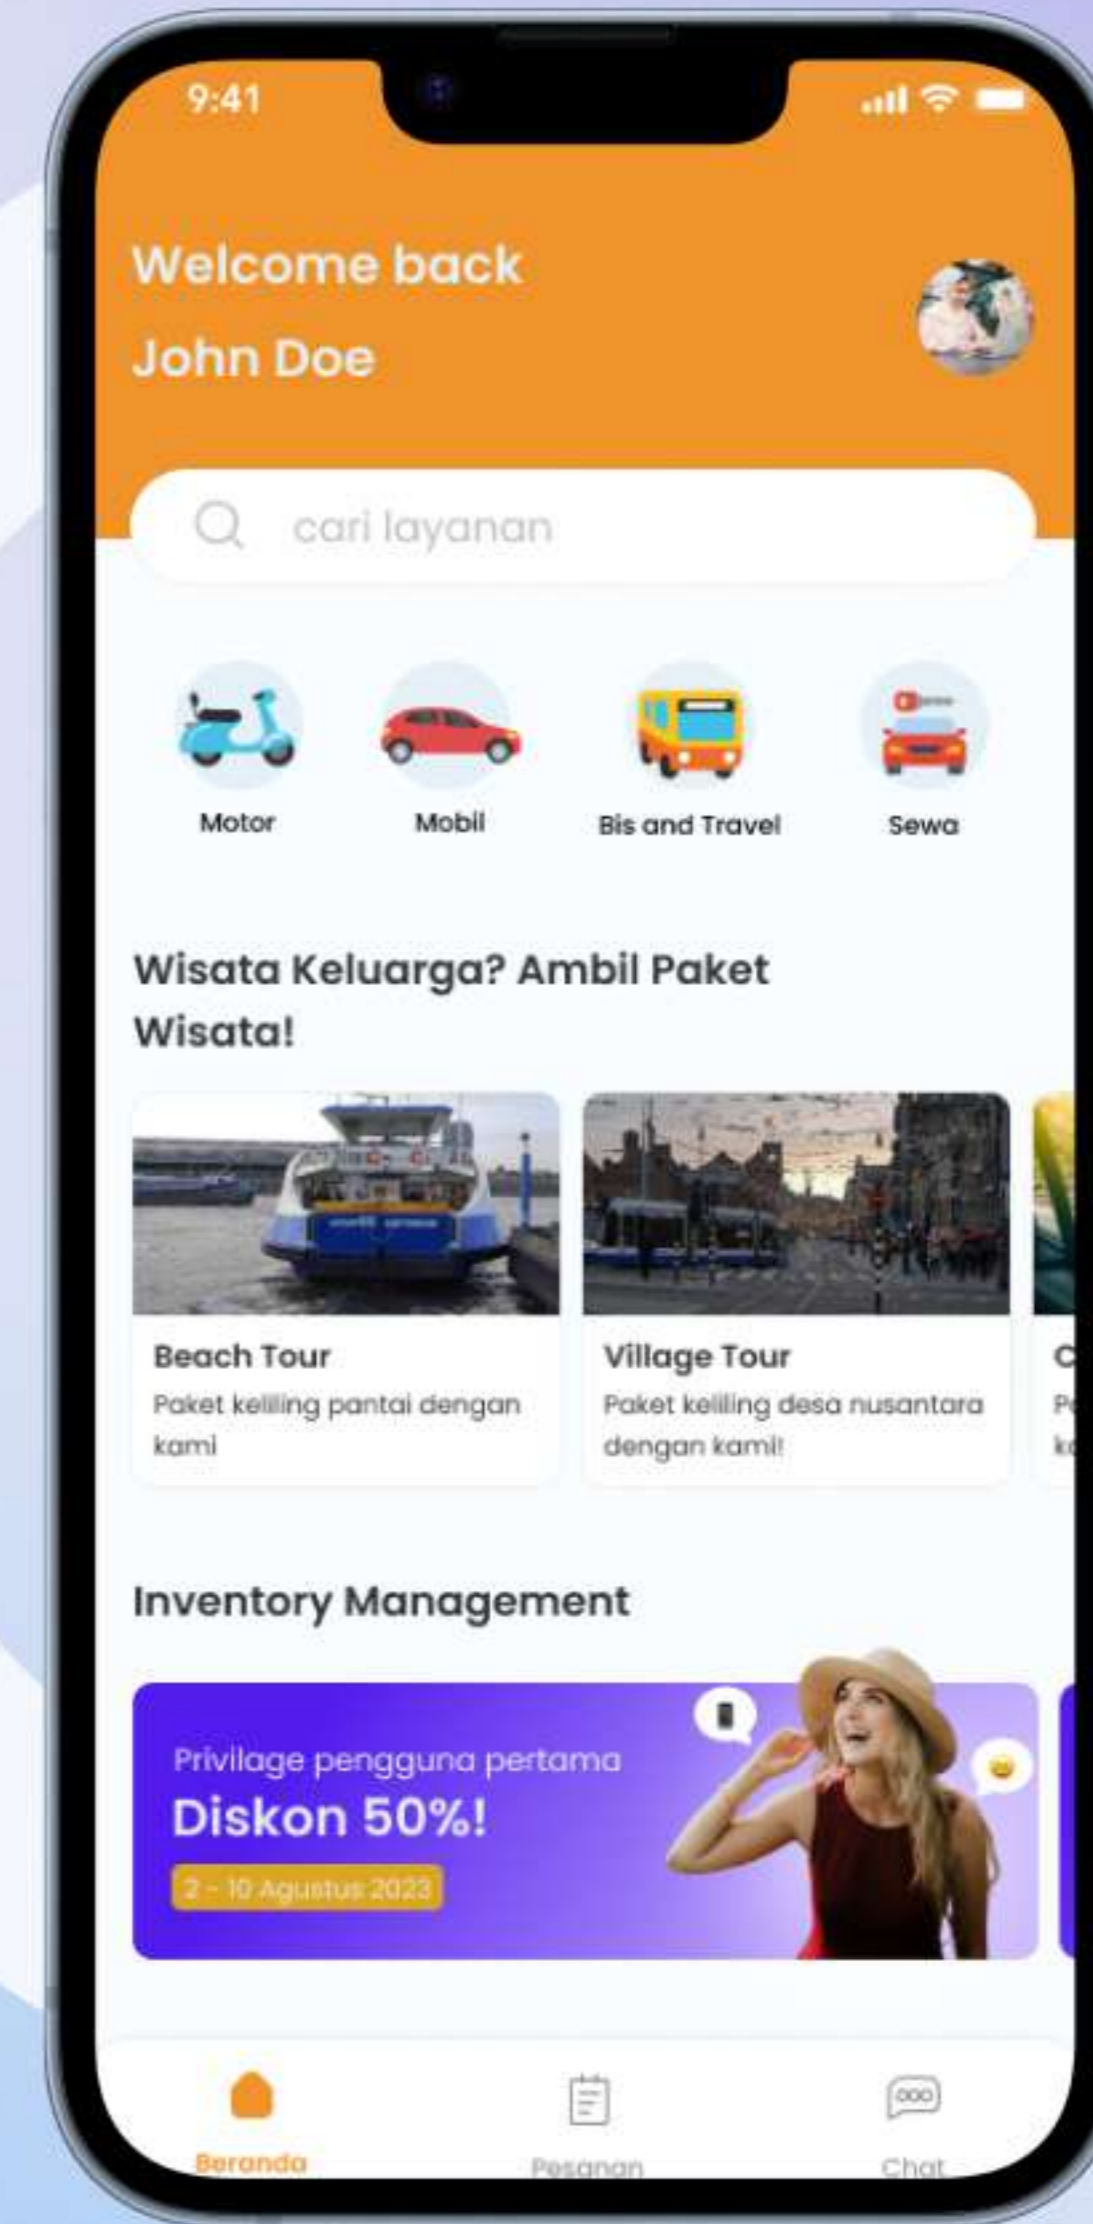 9:41
Welcome back
John Doe
cari layanan
Motor
Mobil
Bis and Travel
Sewa
Wisata Keluarga? Ambil Paket
Wisata!
Beach Tour
Paket keliling pantai dengan
kami
Village Tour
Paket keliling desa nusantara
dengan kami!
Inventory Management
Privilage pengguna pertama
Diskon 50%!
2 - 10 Agustus 2023
Beranda
Pesanan
Chat